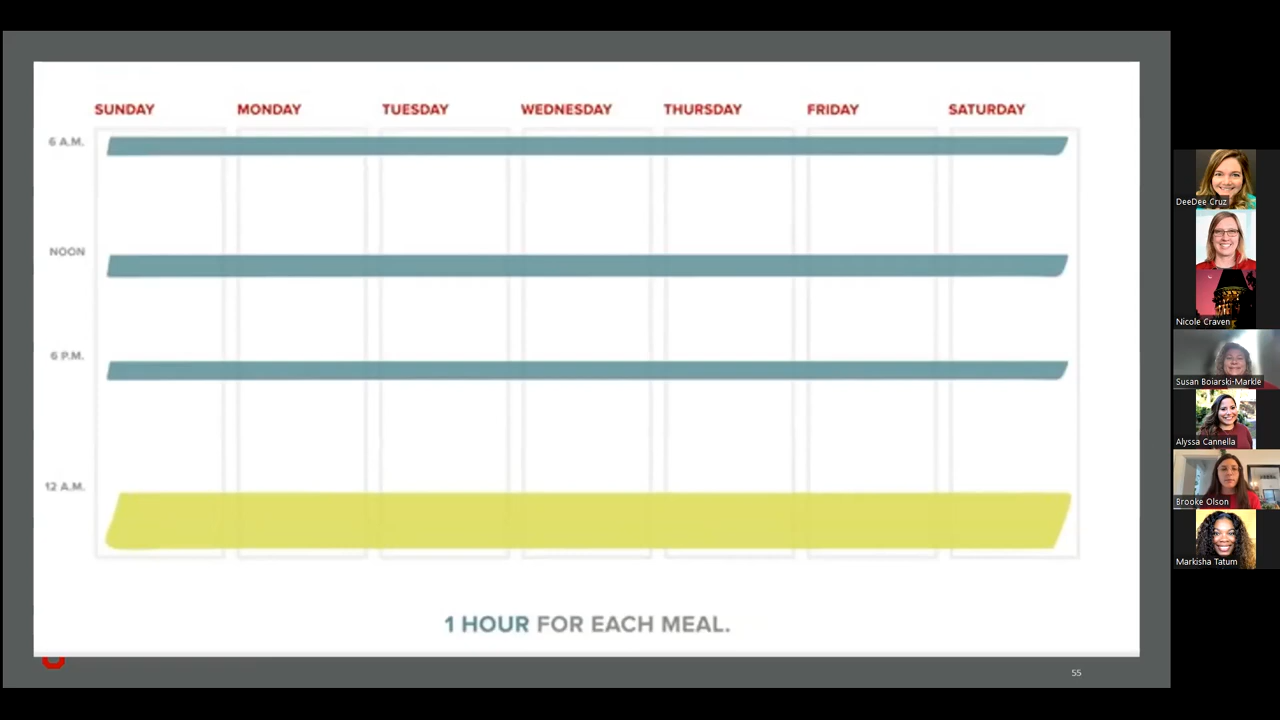 SUNDAY MONDAY TUESDAY WEDNESDAY THURSDAY FRIDAY SATURDAY
6 A.M.
NOON
6 P.M.
12 A.M.
1 HOUR FOR EACH MEAL.
55
DeeDee Cruz
Nicole Craven
Susan Boiarski-Markle
Alyssa Cannella
Brooke Olson
Markisha Tatum